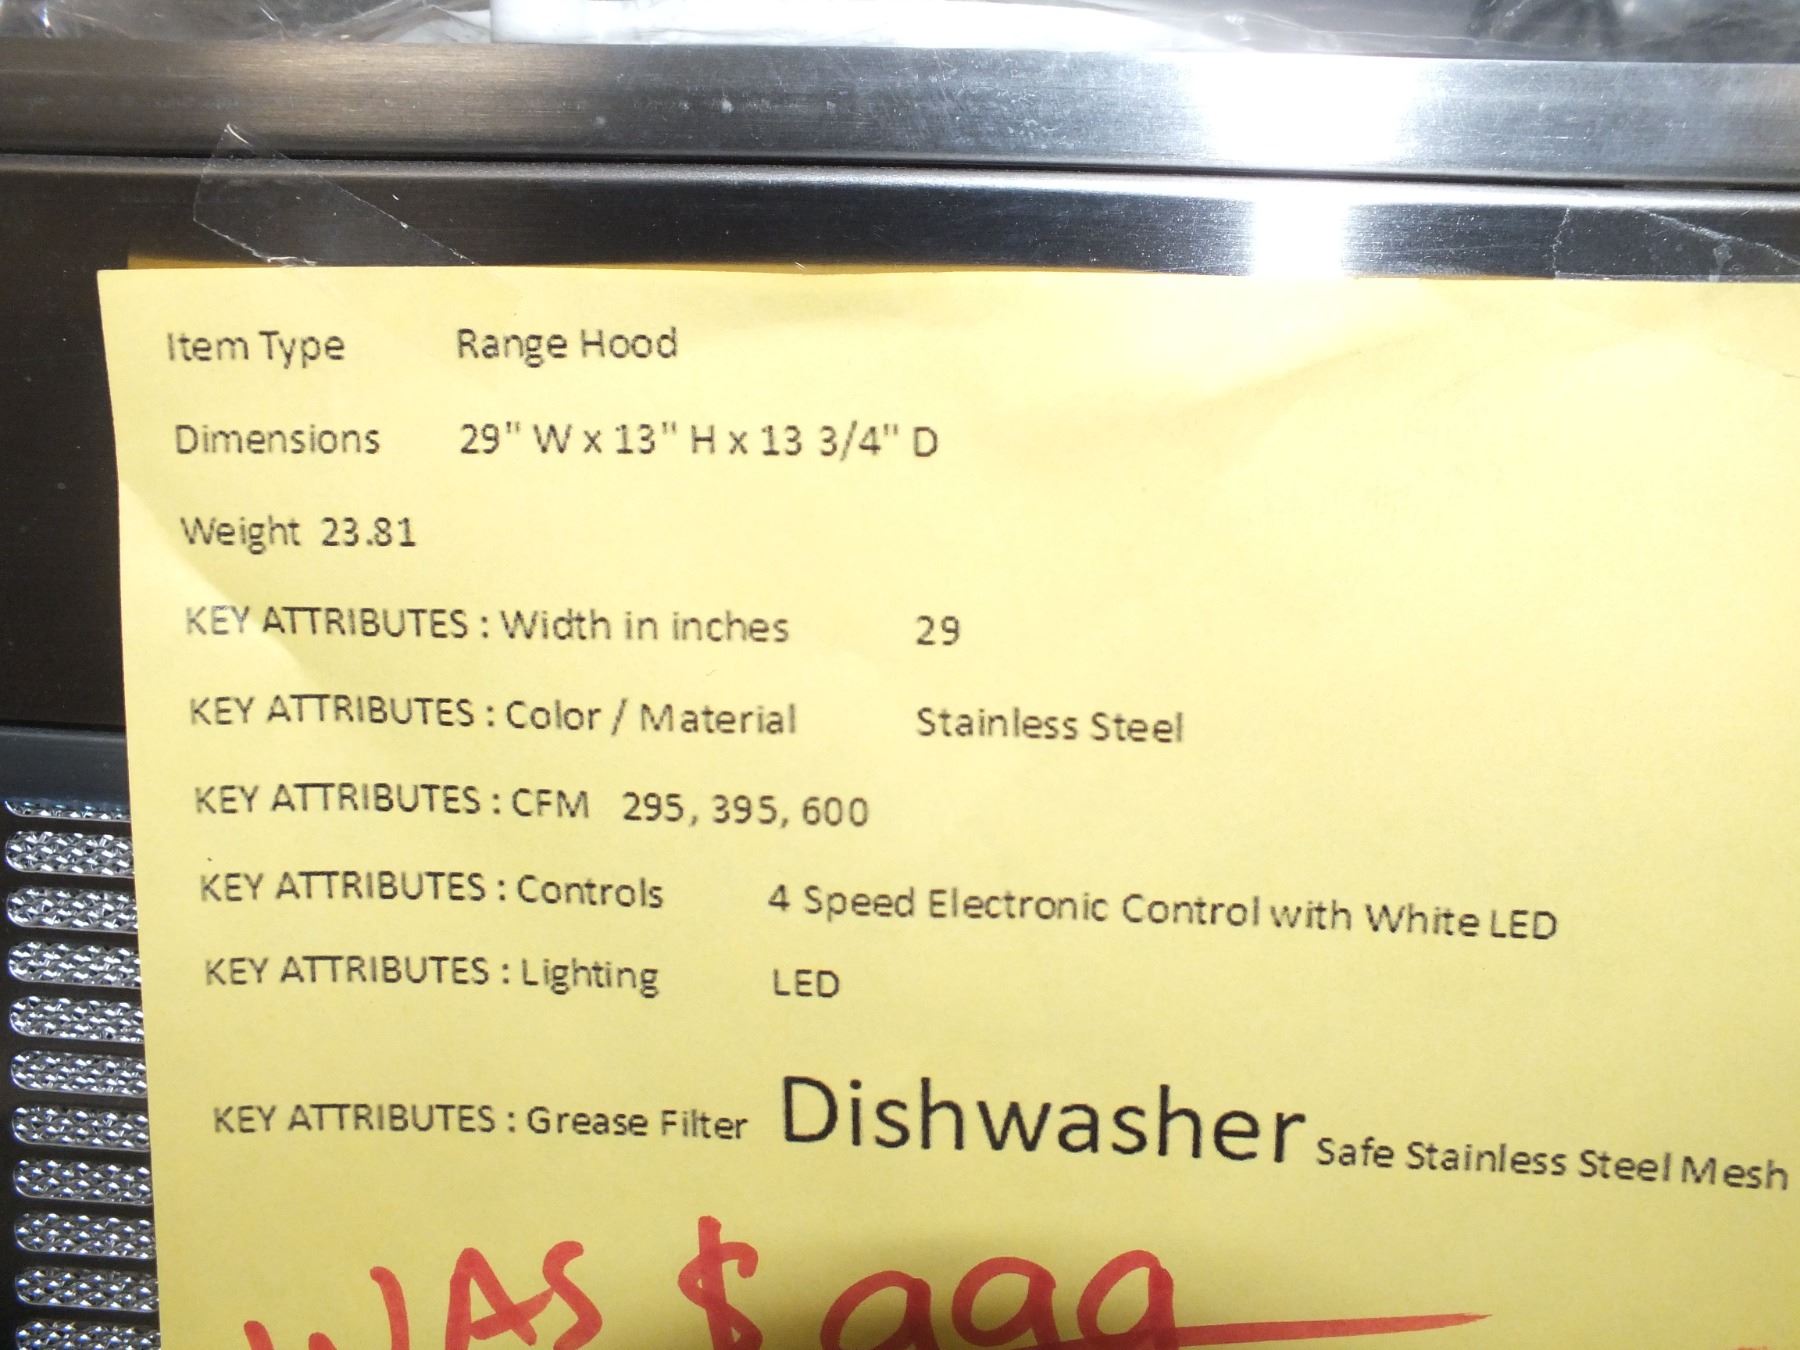 Item Type Range Hood
Dimensions 29" W x 13" H x 13 3/4" D
Weight 23.81
KEY ATTRIBUTES : Width in inches 29
KEY ATTRIBUTES : Color / Material Stainless Steel
KEY ATTRIBUTES : CFM 295, 395, 600
KEY ATTRIBUTES : Controls 4 Speed Electronic Control with White LED
KEY ATTRIBUTES : Lighting LED
KEY ATTRIBUTES : Grease Filter Dishwasher Safe Stainless Steel Mesh
WAS $999